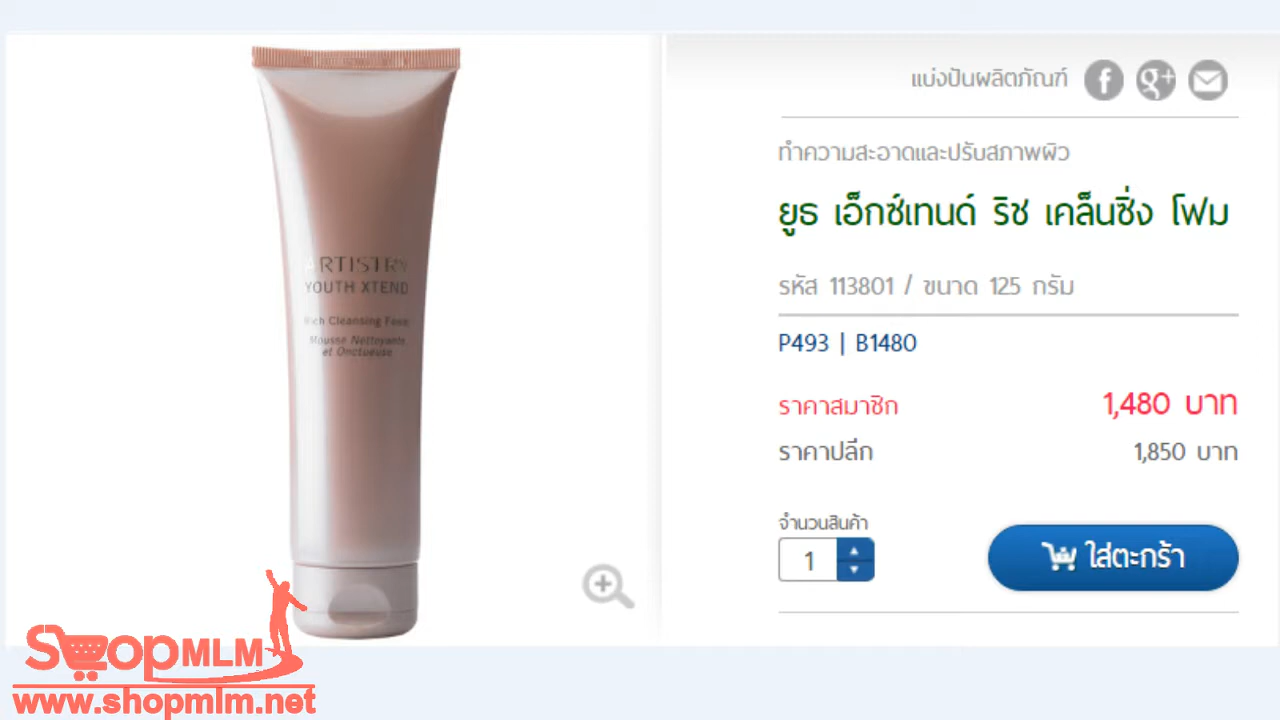 ARTISTRY
YOUTH XTEND
Rich Cleansing Foam
Mousse Nettoyante
et Onctueuse
แบ่งปันผลิตภัณฑ์
ทำความสะอาดและปรับสภาพผิว
ยูธ เอ็กซ์เทนด์ ริช เคล็นซิ่ง โฟม
รหัส 113801 / ขนาด 125 กรัม
P493 | B1480
ราคาสมาชิก 1,480 บาท
ราคาปลีก 1,850 บาท
จำนวนสินค้า
1
ใส่ตะกร้า
ShopMLM
www.shopmlm.net